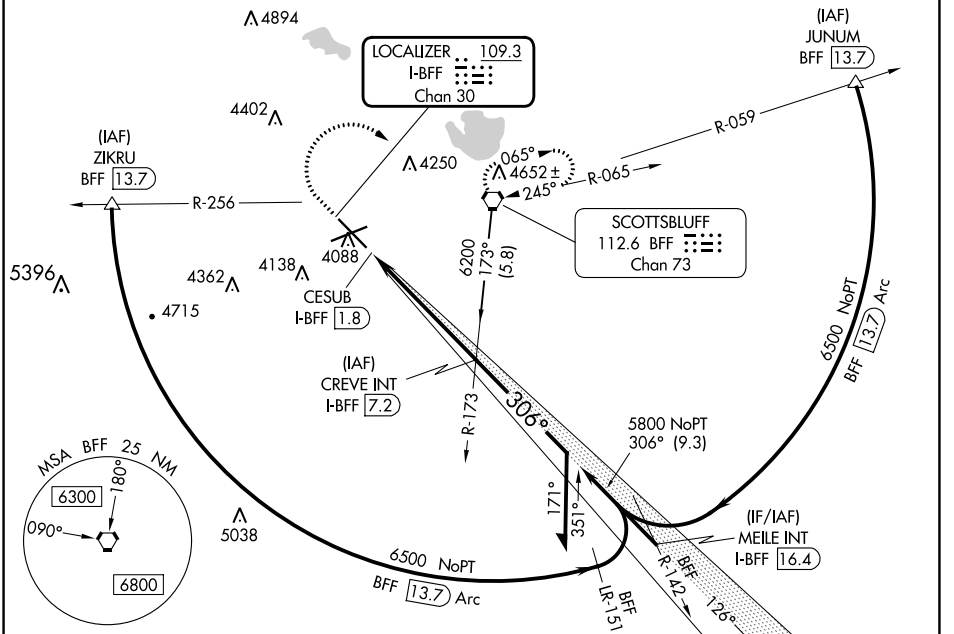 4894
LOCALIZER 109.3
I-BFF
Chan 30
(IAF)
JUNUM
BFF 13.7
4402
(IAF)
ZIKRU
BFF 13.7
4250
065°
4652 ±
245°
R-059
R-065
R-256
SCOTTSBLUFF
112.6 BFF
Chan 73
4088
4138
4362
5396
4715
CESUB
I-BFF 1.8
6200
173°
(5.8)
(IAF)
CREVE INT
I-BFF 7.2
R-173
306°
6500 NoPT
BFF 13.7 Arc
5800 NoPT
306° (9.3)
171°
351°
(IF/IAF)
MEILE INT
I-BFF 16.4
MSA BFF 25 NM
6300
180°
090°
6800
5038
6500 NoPT
BFF 13.7 Arc
BFF
LR-151
BFF
R-142
126°